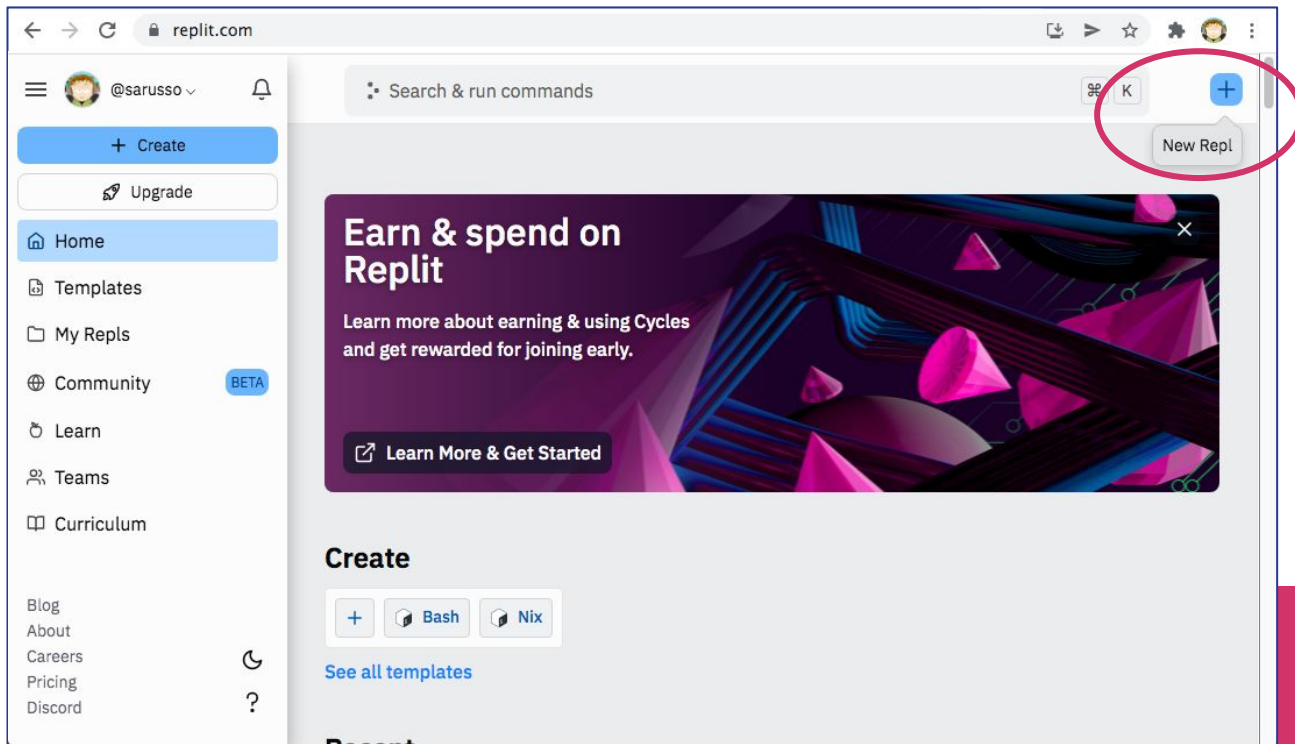 replit.com
@sarusso
Search & run commands
⌘ K
+
New Repl
+ Create
Upgrade
Home
Templates
My Repls
Community BETA
Learn
Teams
Curriculum
Blog
About
Careers
Pricing
Discord
?
Earn & spend on
Replit
Learn more about earning & using Cycles
and get rewarded for joining early.
Learn More & Get Started
Create
+ Bash Nix
See all templates
Recent